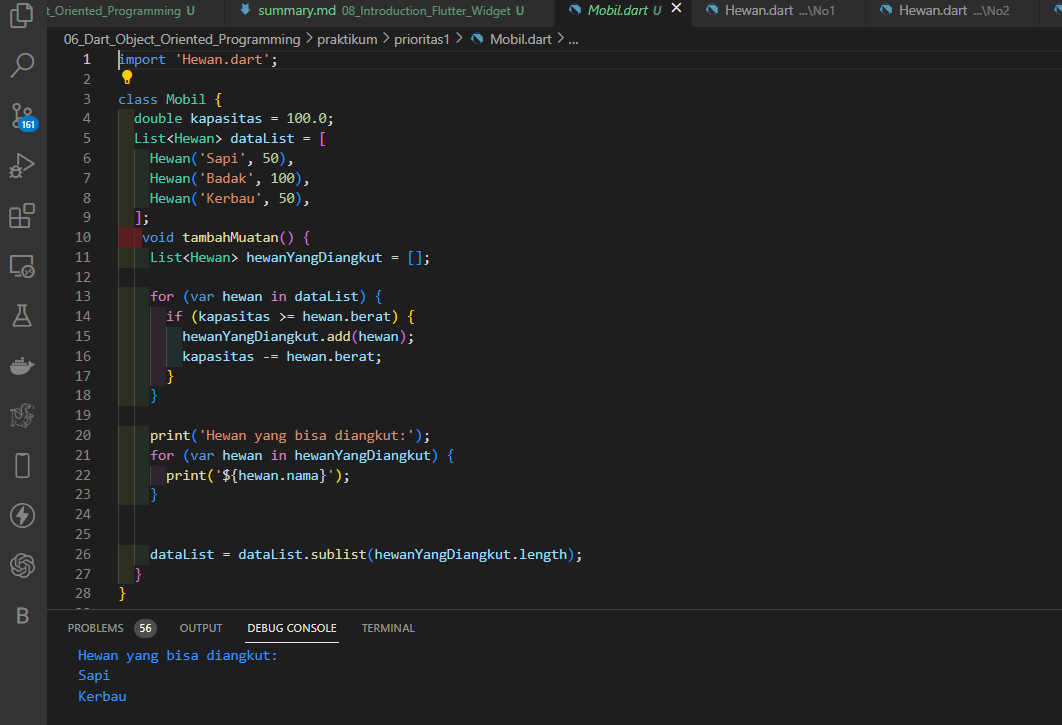 t_Oriented_Programming U
summary.md 08_Introduction_Flutter_Widget U
Mobil.dart U
Hewan.dart ...\No1
Hewan.dart ...\No2
06_Dart_Object_Oriented_Programming > praktikum > prioritas1 > Mobil.dart > ...
1 import 'Hewan.dart';
2
3 class Mobil {
4 double kapasitas = 100.0;
5 List<Hewan> dataList = [
6 Hewan('Sapi', 50),
7 Hewan('Badak', 100),
8 Hewan('Kerbau', 50),
9 ];
10 void tambahMuatan() {
11 List<Hewan> hewanYangDiangkut = [];
12
13 for (var hewan in dataList) {
14 if (kapasitas >= hewan.berat) {
15 hewanYangDiangkut.add(hewan);
16 kapasitas -= hewan.berat;
17 }
18 }
19
20 print('Hewan yang bisa diangkut:');
21 for (var hewan in hewanYangDiangkut) {
22 print('${hewan.nama}');
23 }
24
25
26 dataList = dataList.sublist(hewanYangDiangkut.length);
27 }
28 }
161
B
PROBLEMS 56 OUTPUT DEBUG CONSOLE TERMINAL
Hewan yang bisa diangkut:
Sapi
Kerbau